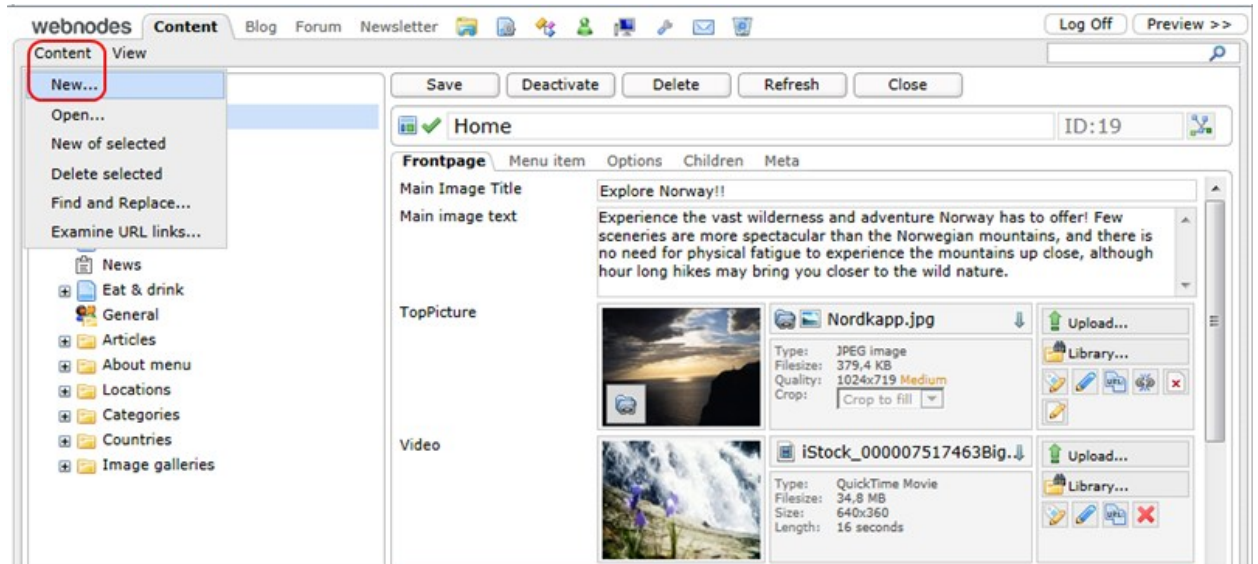 webnodes Content Blog Forum Newsletter Log Off Preview >>
Content View
New...
Open...
New of selected
Delete selected
Find and Replace...
Examine URL links...
News
Eat & drink
General
Articles
About menu
Locations
Categories
Countries
Image galleries
Save Deactivate Delete Refresh Close
Home ID:19
Frontpage Menu item Options Children Meta
Main Image Title Explore Norway!!
Main image text Experience the vast wilderness and adventure Norway has to offer! Few
sceneries are more spectacular than the Norwegian mountains, and there is
no need for physical fatigue to experience the mountains up close, although
hour long hikes may bring you closer to the wild nature.
TopPicture Nordkapp.jpg Upload...
Library...
Type: JPEG image
Filesize: 379,4 KB
Quality: 1024x719 Medium
Crop: Crop to fill
URL
Video iStock_000007517463Big. Upload...
Library...
Type: QuickTime Movie
Filesize: 34,8 MB
Size: 640x360
Length: 16 seconds
URL